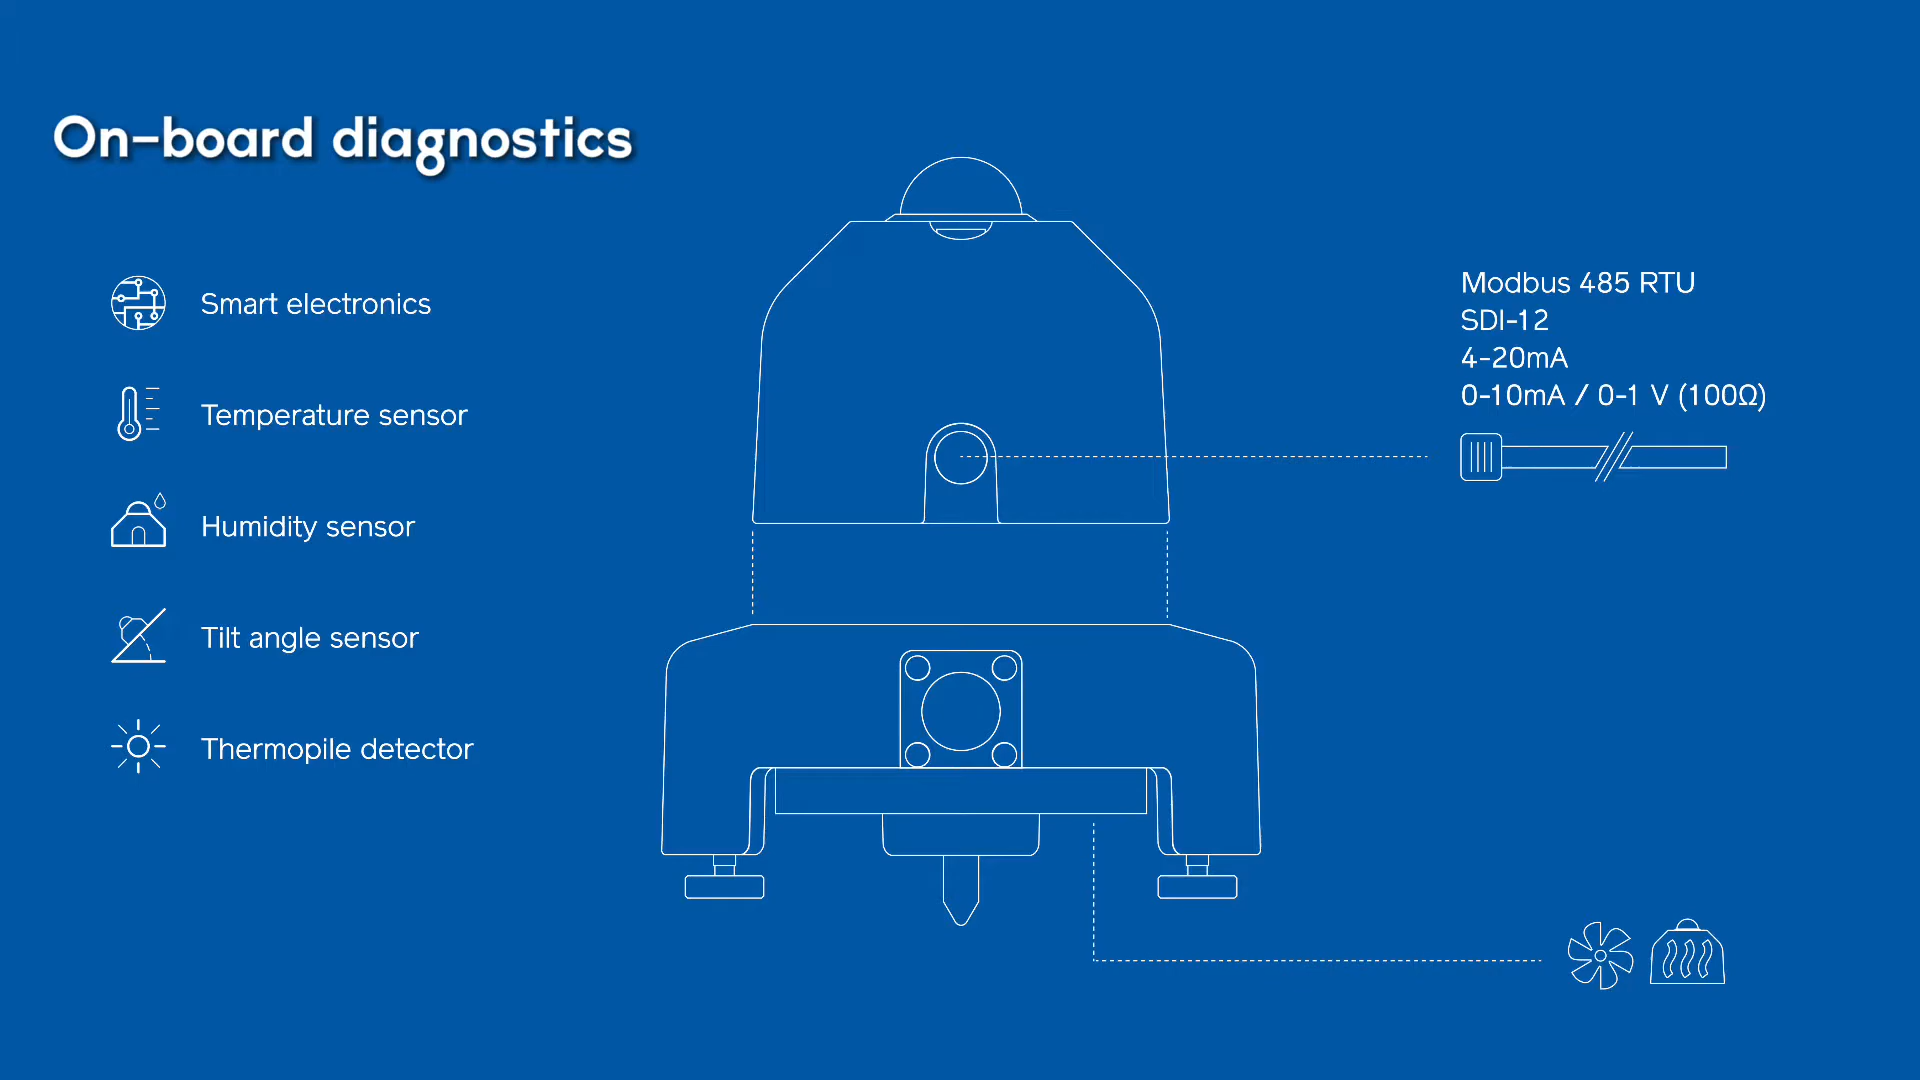 On-board diagnostics
Smart electronics
Temperature sensor
Humidity sensor
Tilt angle sensor
Thermopile detector
Modbus 485 RTU
SDI-12
4-20mA
0-10mA / 0-1 V (100Ω)